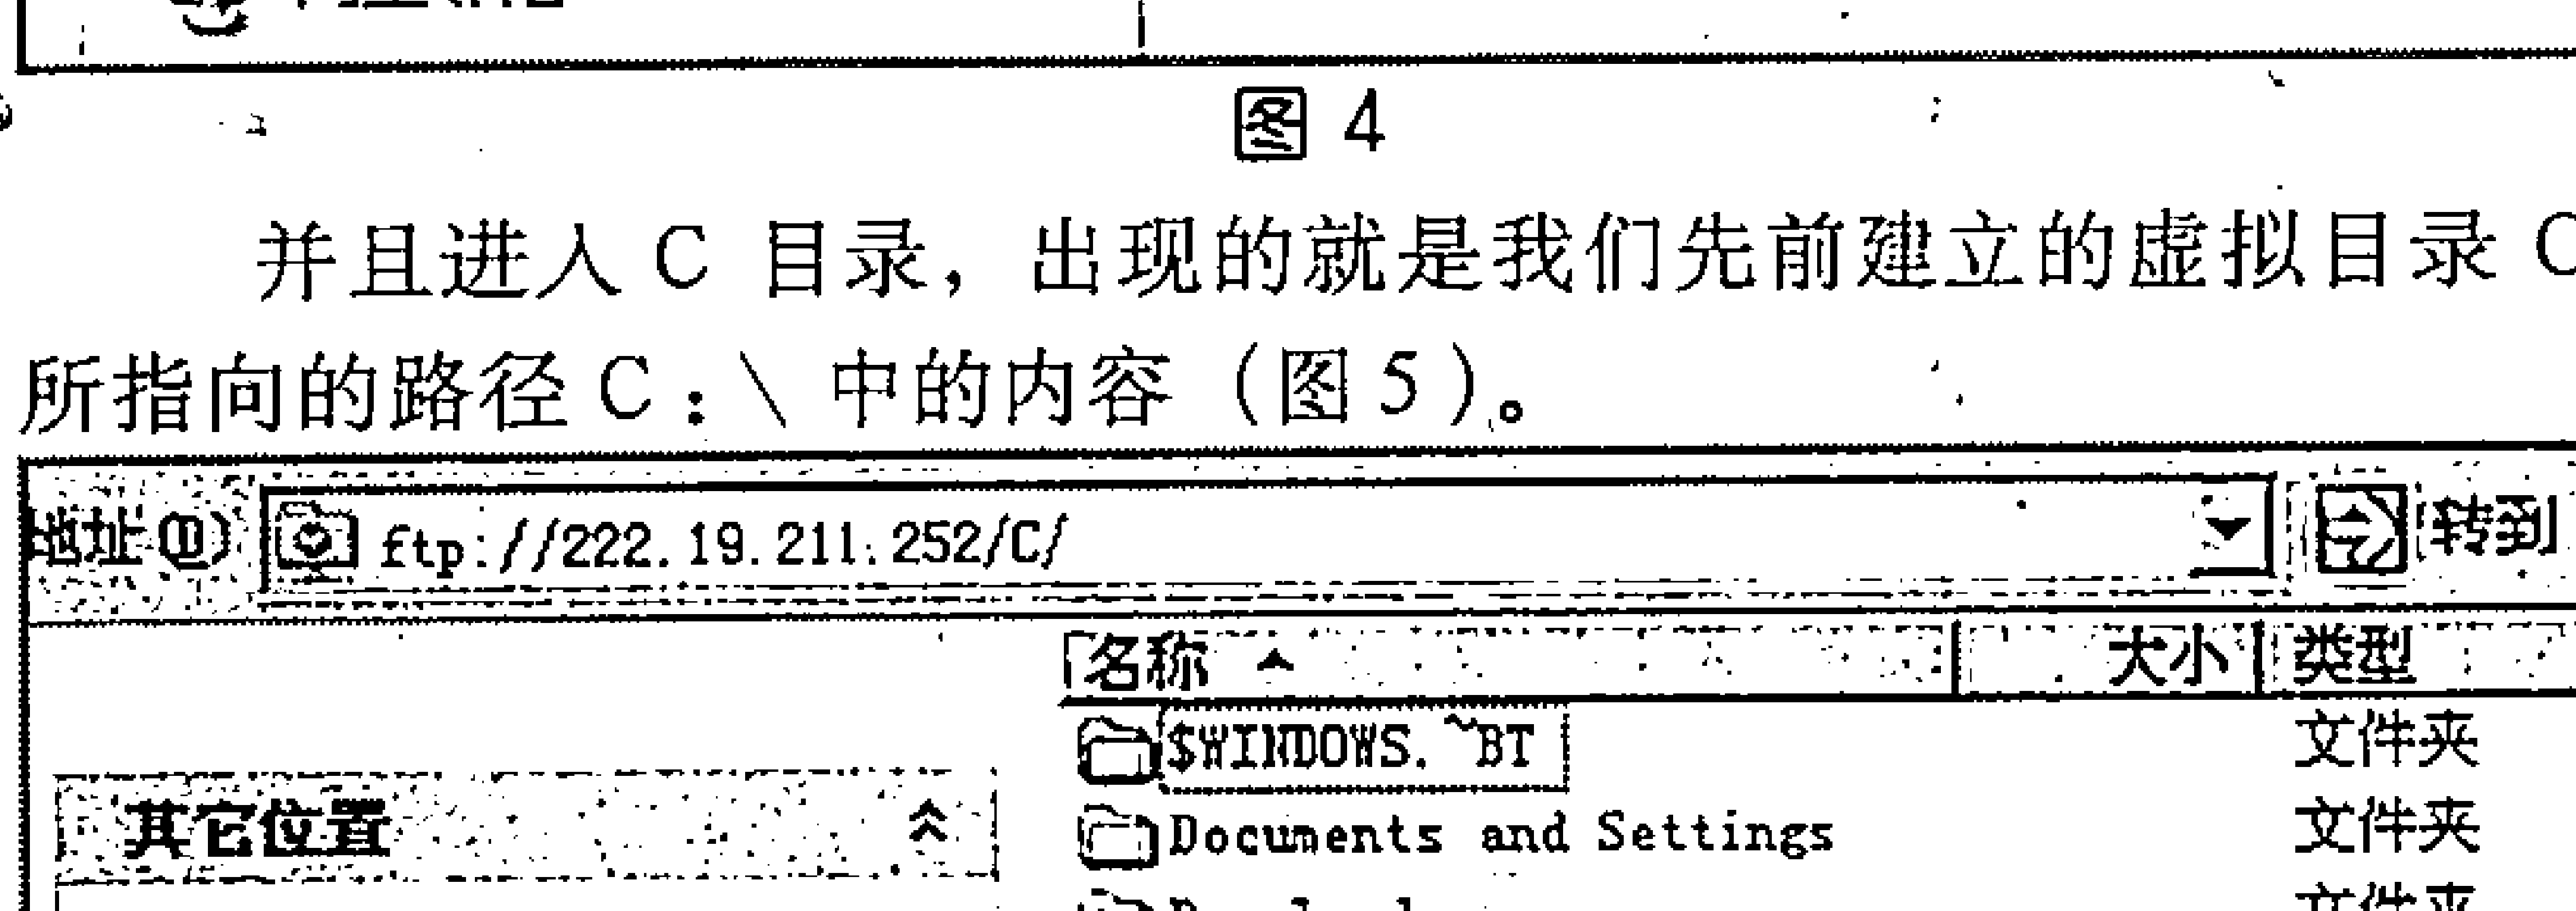 图 4
并且进入 C 目录，出现的就是我们先前建立的虚拟目录 C
所指向的路径 C：\ 中的内容（图 5）。
地址(D) ftp://222.19.211.252/C/ 转到
名称 大小 类型
$WINDOWS.~BT 文件夹
其它位置
Documents and Settings 文件夹
文件夹